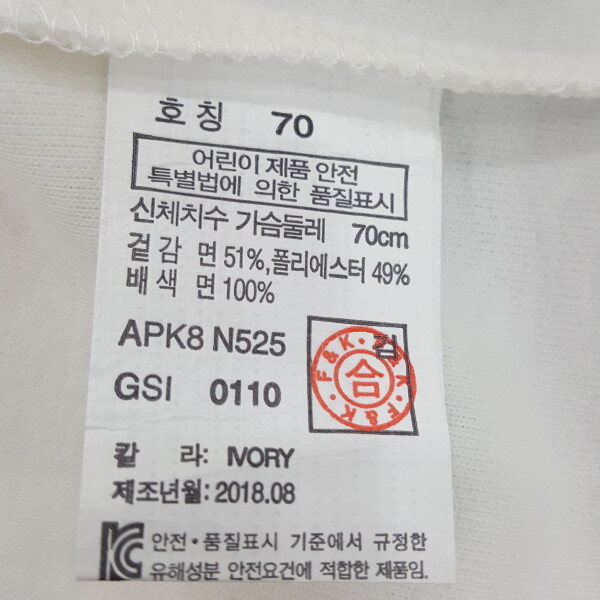 호칭 70
어린이 제품 안전
특별법에 의한 품질표시
신체치수 가슴둘레 70cm
겉감 면 51%,폴리에스터 49%
배색 면 100%
APK8 N525
GSI 0110
검
合
F&K. F&K.
칼 라: IVORY
제조년월: 2018.08
KC
안전·품질표시 기준에서 규정한
유해성분 안전요건에 적합한 제품임.